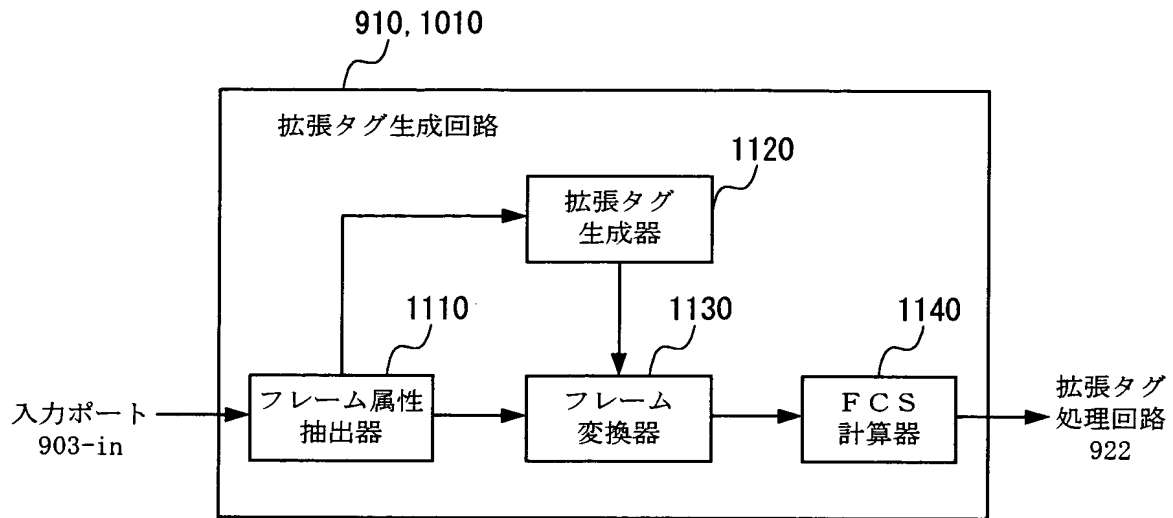 910, 1010
拡張タグ生成回路
1120
拡張タグ
生成器
1110
1130
1140
入力ポート
903-in
フレーム属性
抽出器
フレーム
変換器
FCS
計算器
拡張タグ
処理回路
922